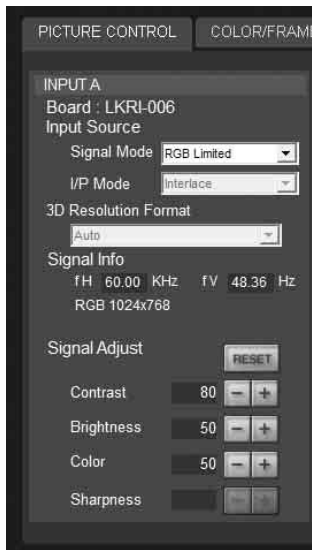 PICTURE CONTROL COLOR/FRAM
INPUT A
Board : LKRI-006
Input Source
Signal Mode RGB Limited
I/P Mode Interlace
3D Resolution Format
Auto
Signal Info
fH 60.00 KHz fV 48.36 Hz
RGB 1024x768
Signal Adjust RESET
Contrast 80 − +
Brightness 50 − +
Color 50 − +
Sharpness − +